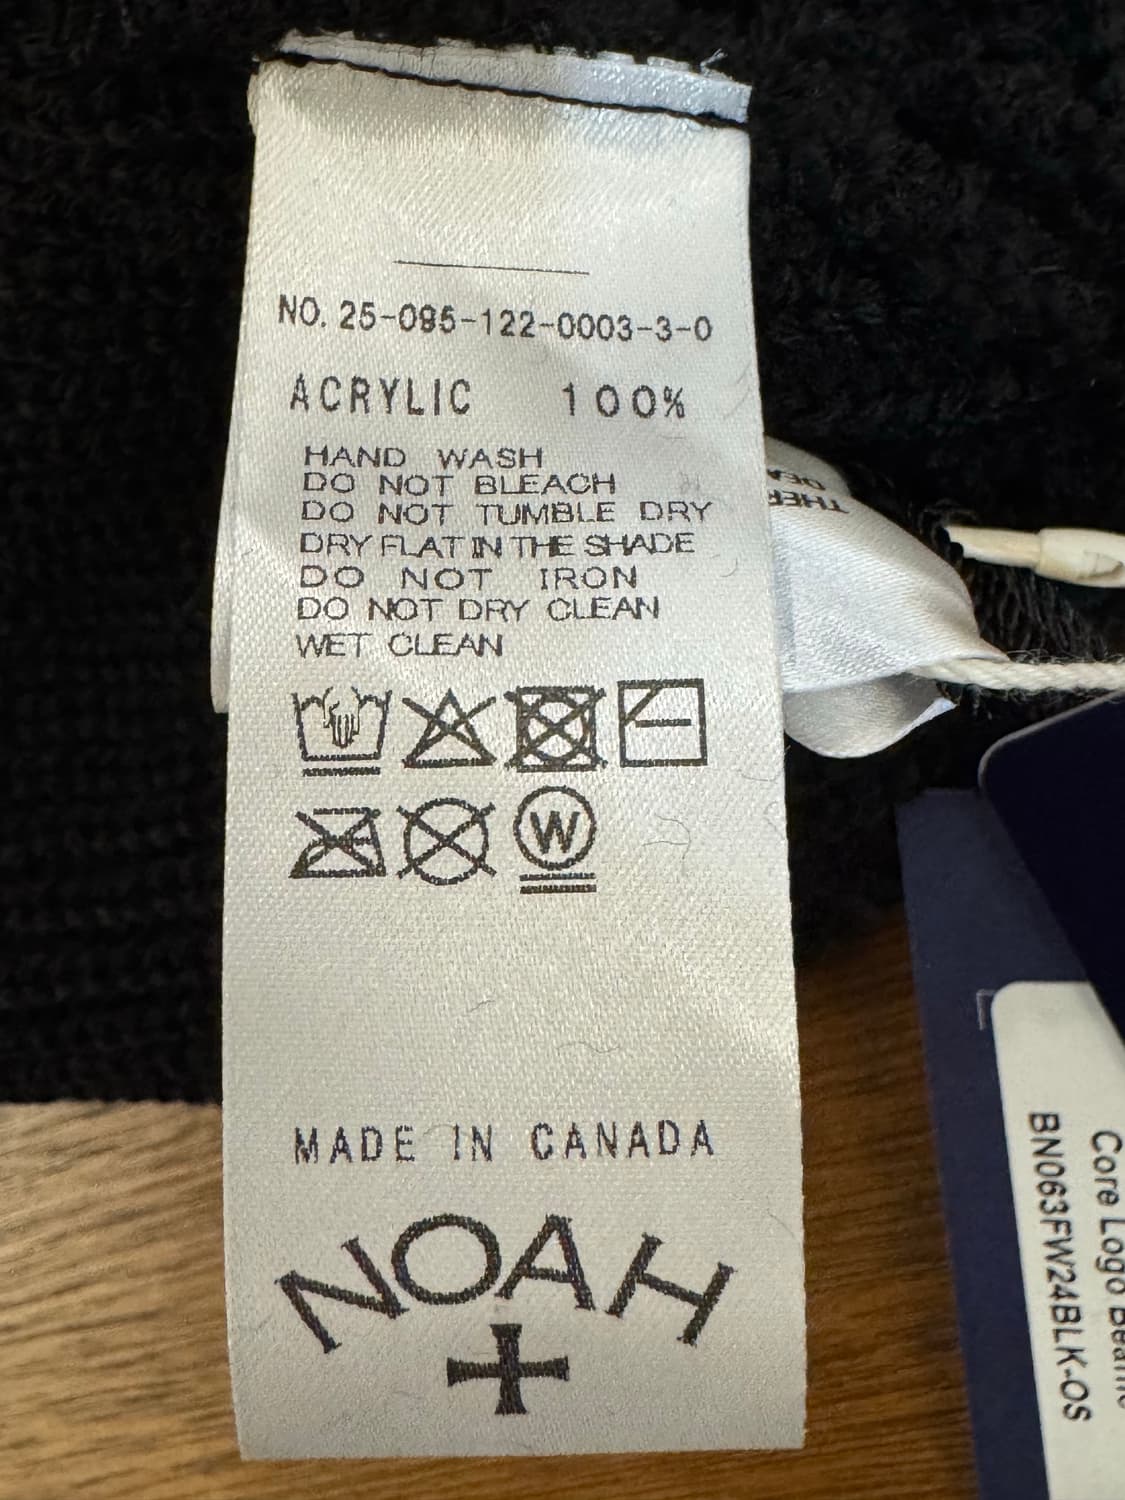 NO. 25-095-122-0003-3-0
ACRYLIC 100%
HAND WASH
DO NOT BLEACH
DO NOT TUMBLE DRY
DRY FLAT IN THE SHADE
DO NOT IRON
DO NOT DRY CLEAN
WET CLEAN
W
MADE IN CANADA
NOAH
Core Logo Beanie
BN063FW24BLK-OS